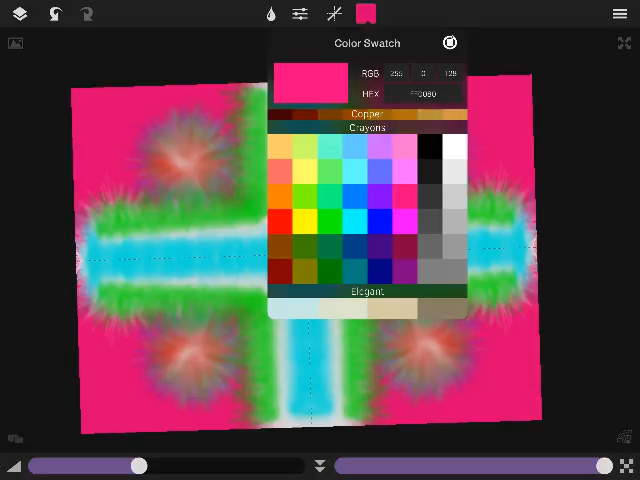 Color Swatch
RGB 255 0 128
HEX FF0080
Copper
Crayons
Elegant